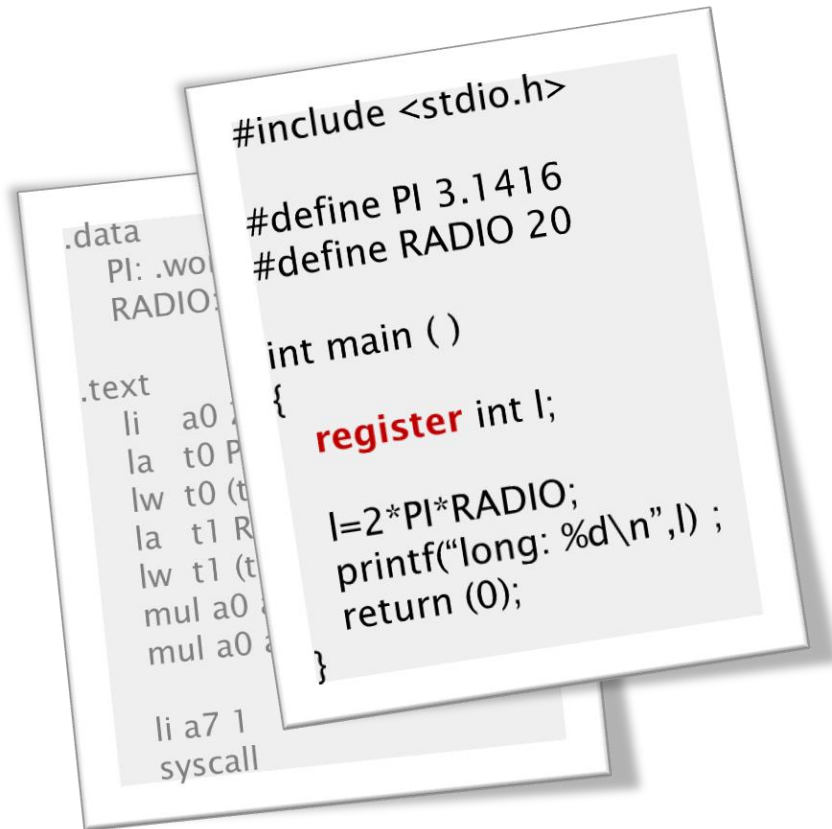 #include <stdio.h>
#define PI 3.1416
#define RADIO 20
int main ( )
{
register int l;
l=2*PI*RADIO;
printf(“long: %d\n”,l) ;
return (0);
}
.data
PI:
RADIO:
.text
li a0
la t0
lw t0
la t1
lw t1
mul a0
mul a0
li a7 1
syscall